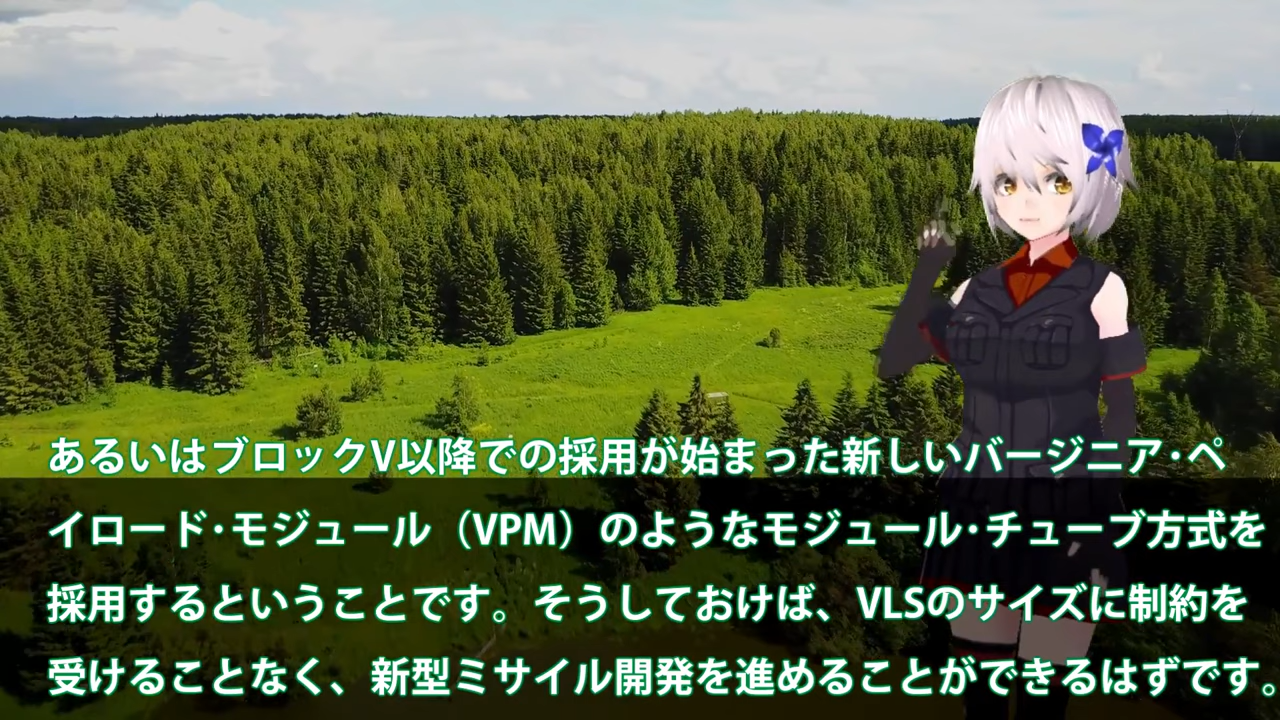 あるいはブロックV以降での採用が始まった新しいバージニア･ペ
イロード･モジュール（VPM）のようなモジュール･チューブ方式を
採用するということです。そうしておけば、VLSのサイズに制約を
受けることなく、新型ミサイル開発を進めることができるはずです。